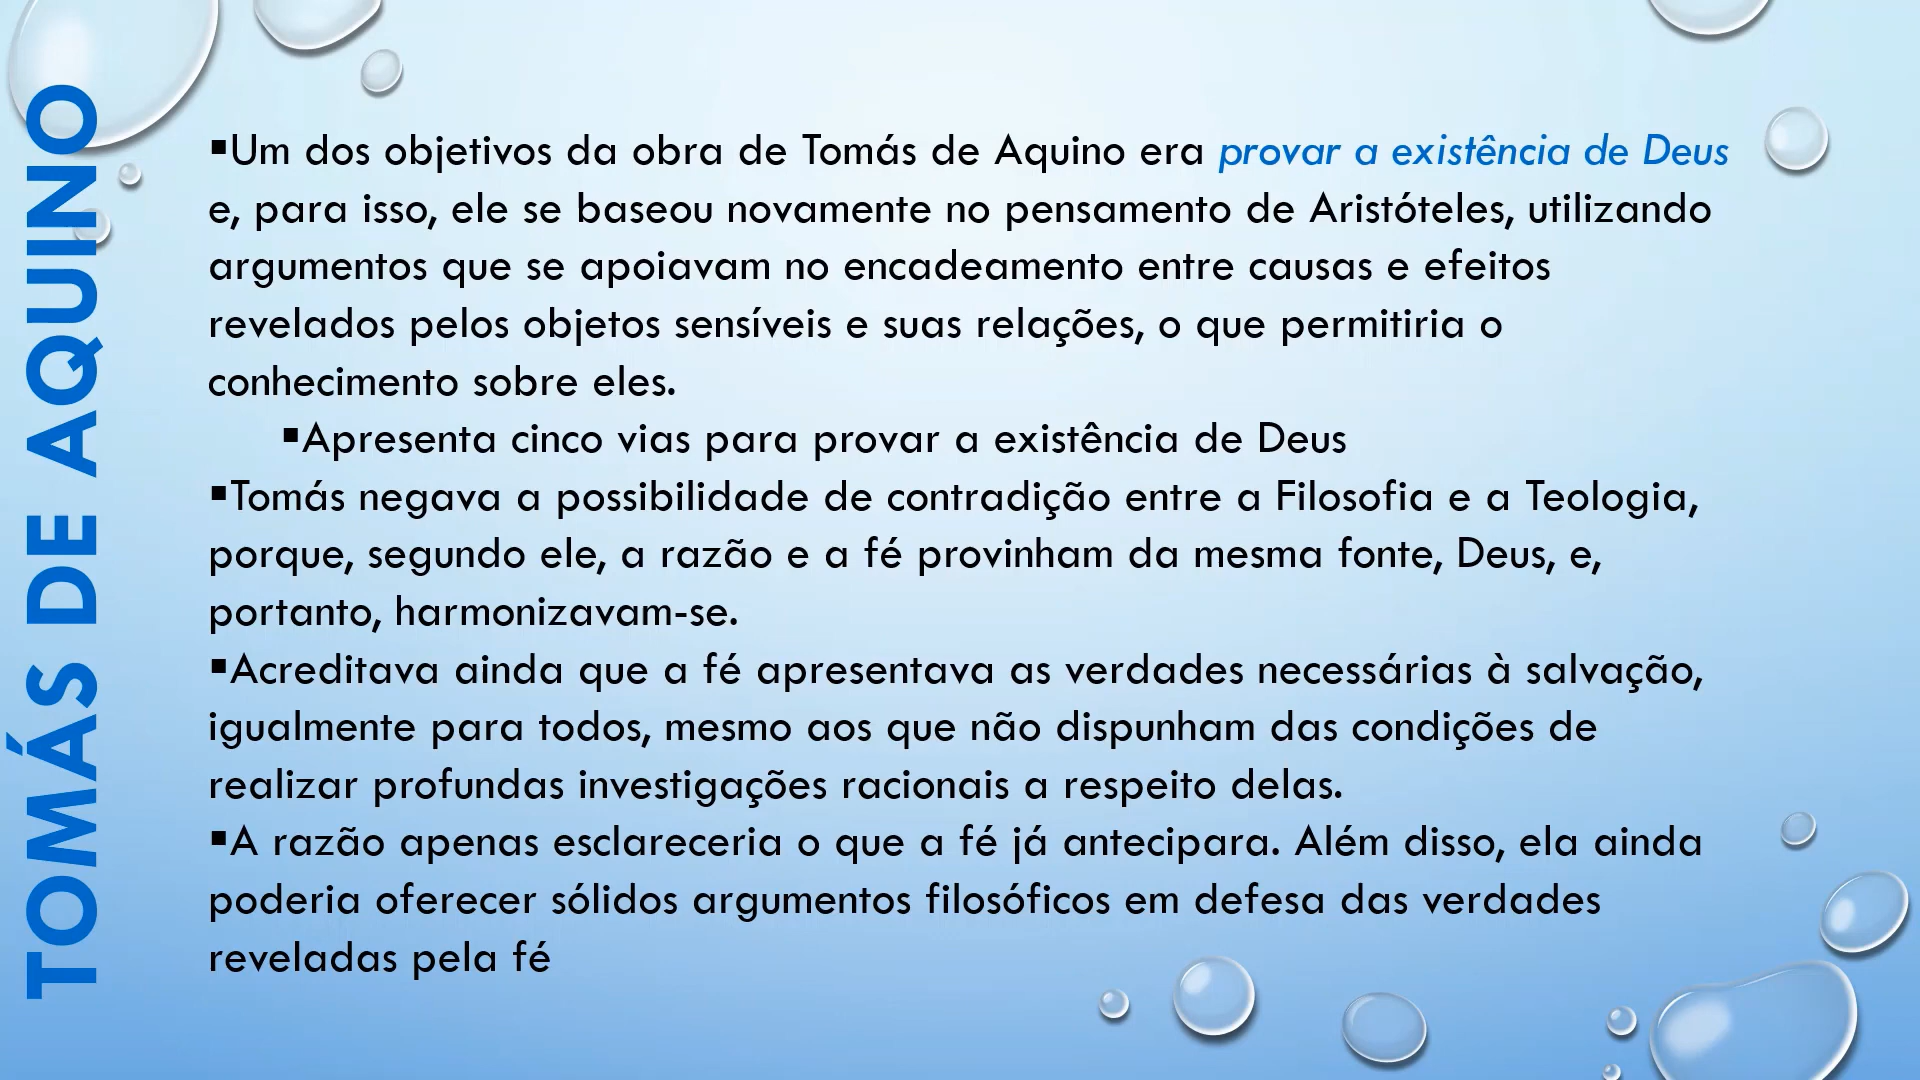 TOMÁS DE AQUINO
▪Um dos objetivos da obra de Tomás de Aquino era provar a existência de Deus
e, para isso, ele se baseou novamente no pensamento de Aristóteles, utilizando
argumentos que se apoiavam no encadeamento entre causas e efeitos
revelados pelos objetos sensíveis e suas relações, o que permitiria o
conhecimento sobre eles.
▪Apresenta cinco vias para provar a existência de Deus
▪Tomás negava a possibilidade de contradição entre a Filosofia e a Teologia,
porque, segundo ele, a razão e a fé provinham da mesma fonte, Deus, e,
portanto, harmonizavam-se.
▪Acreditava ainda que a fé apresentava as verdades necessárias à salvação,
igualmente para todos, mesmo aos que não dispunham das condições de
realizar profundas investigações racionais a respeito delas.
▪A razão apenas esclareceria o que a fé já antecipara. Além disso, ela ainda
poderia oferecer sólidos argumentos filosóficos em defesa das verdades
reveladas pela fé